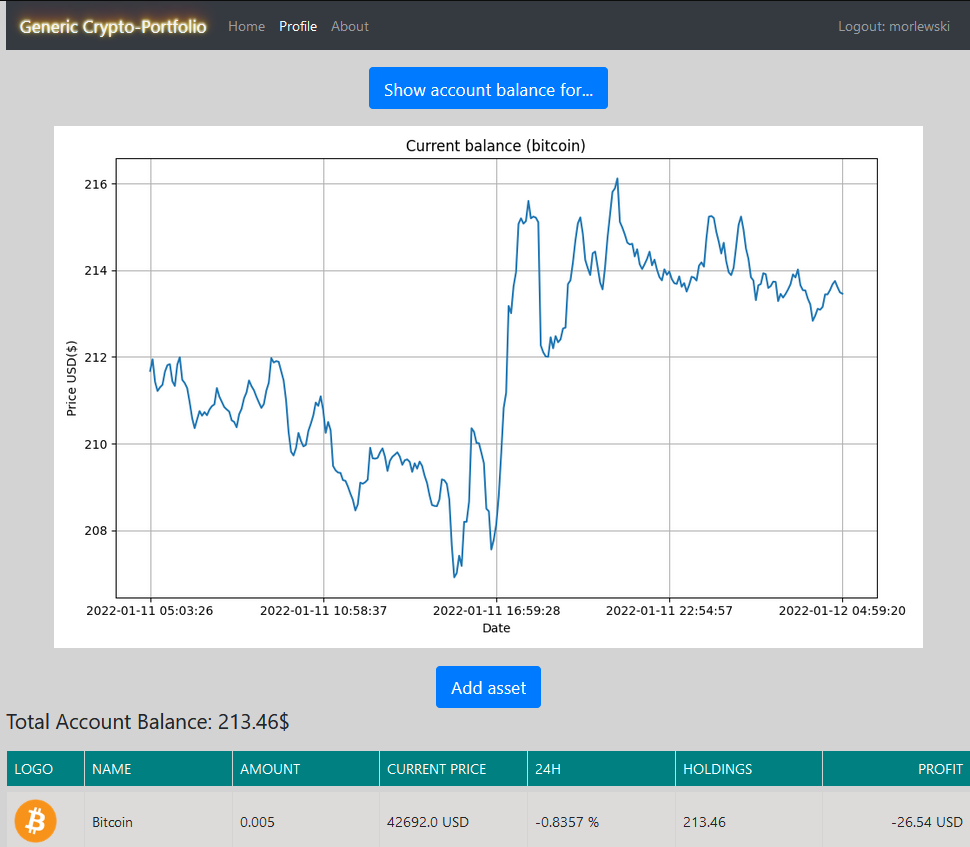 Generic Crypto-Portfolio Home Profile About Logout: morlewski
Show account balance for...
Current balance (bitcoin)
216
214
212
210
208
Price USD($)
2022-01-11 05:03:26 2022-01-11 10:58:37 2022-01-11 16:59:28 2022-01-11 22:54:57 2022-01-12 04:59:20
Date
Add asset
Total Account Balance: 213.46$
LOGO NAME AMOUNT CURRENT PRICE 24H HOLDINGS PROFIT
Bitcoin 0.005 42692.0 USD -0.8357 % 213.46 -26.54 USD